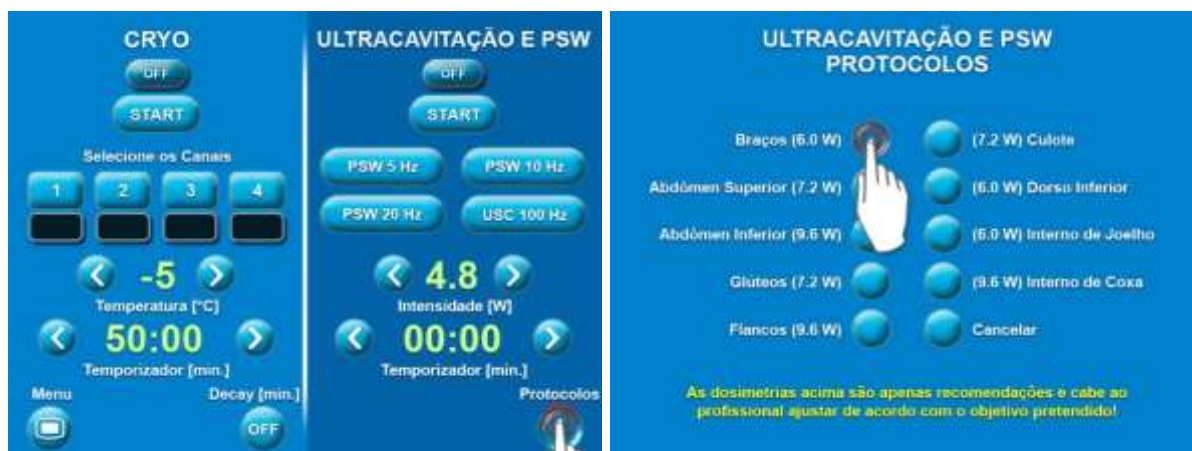 CRYO
OFF
START
Selecione os Canais
1 2 3 4
-5
Temperatura [°C]
50:00
Temporizador [min.]
Menu
Decay [min.]
OFF
ULTRACAVITAÇÃO E PSW
OFF
START
PSW 5 Hz
PSW 10 Hz
PSW 20 Hz
USC 100 Hz
4.8
Intensidade [W]
00:00
Temporizador [min.]
Protocolos
ULTRACAVITAÇÃO E PSW
PROTOCOLOS
Braços (6.0 W)
(7.2 W) Culote
Abdômen Superior (7.2 W)
(6.0 W) Dorso Inferior
Abdômen Inferior (9.6 W)
(6.0 W) Interno de Joelho
Glúteos (7.2 W)
(9.6 W) Interno de Coxa
Flancos (9.6 W)
Cancelar
As dosimetrias acima são apenas recomendações e cabe ao
profissional ajustar de acordo com o objetivo pretendido!